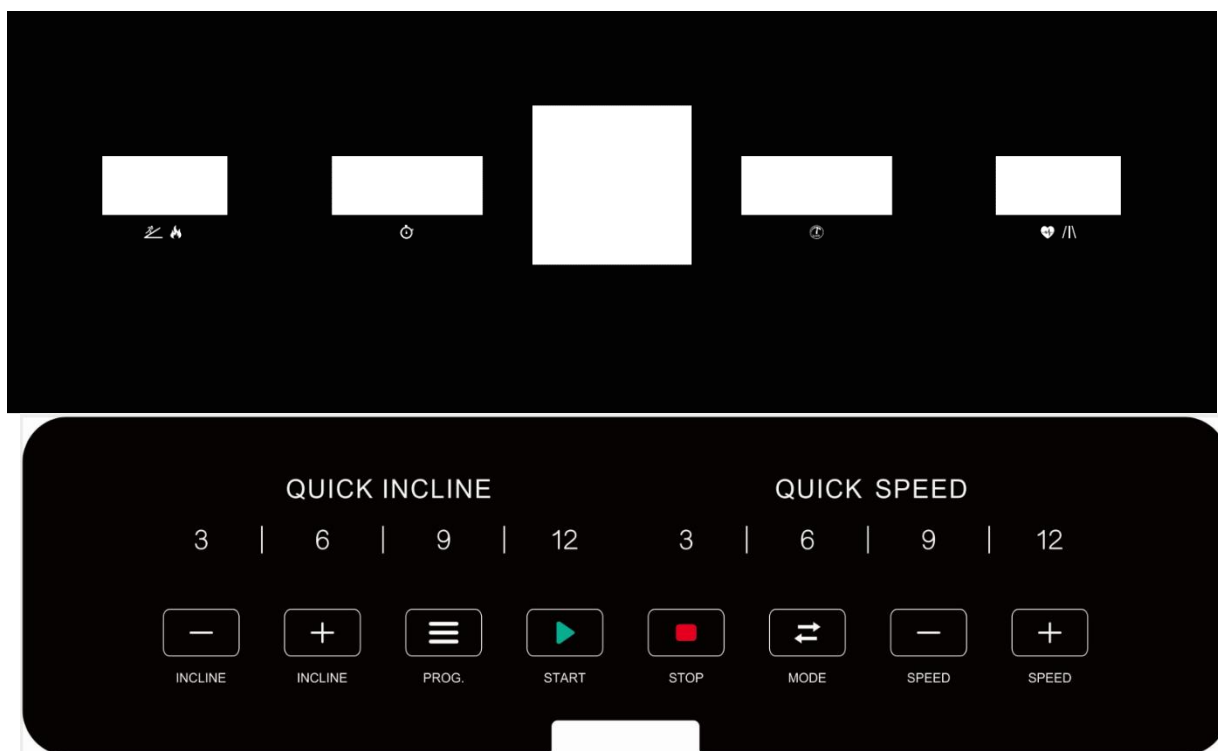 QUICK INCLINE QUICK SPEED
3 | 6 | 9 | 12 3 | 6 | 9 | 12
INCLINE INCLINE PROG. START STOP MODE SPEED SPEED